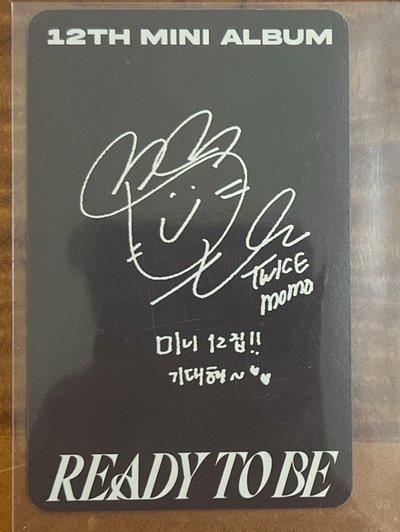 12TH MINI ALBUM
TWICE
MOMO
미니 12집!!
기대해~♥♥
READY TO BE